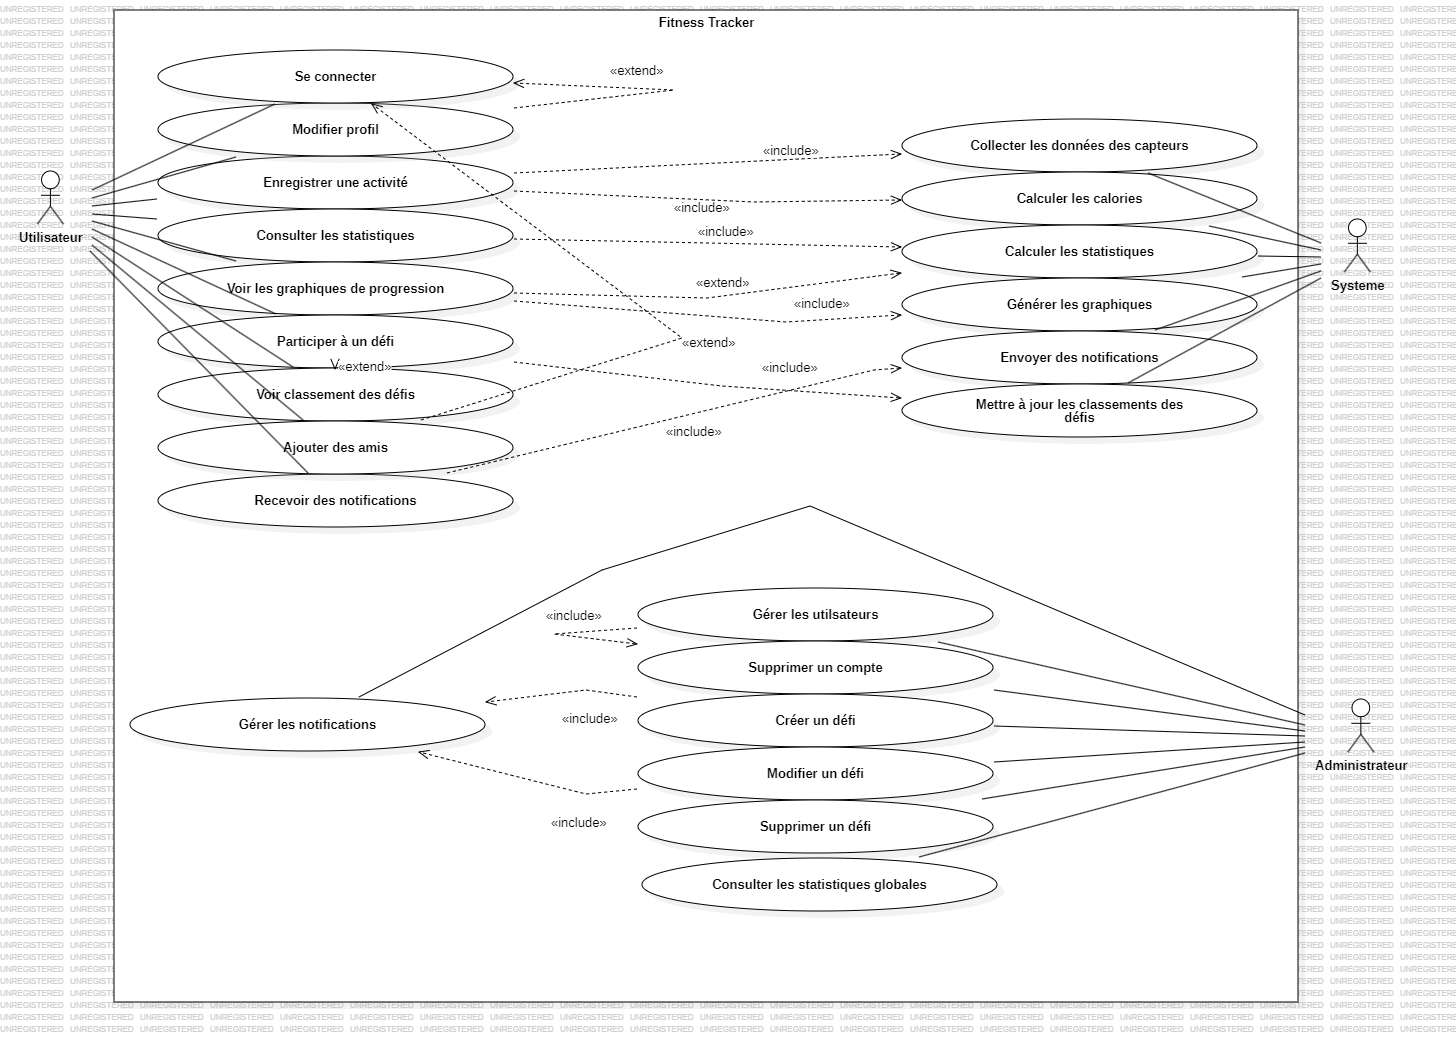 Fitness Tracker
Se connecter
«extend»
Modifier profil
Collecter les données des capteurs
«include»
Enregistrer une activité
Calculer les calories
«include»
Utilisateur
Consulter les statistiques
«include»
Calculer les statistiques
Voir les graphiques de progression
«extend»
Systeme
«include»
Générer les graphiques
Participer à un défi
«extend»
Envoyer des notifications
«extend»
«include»
Voir classement des défis
Mettre à jour les classements des
défis
«include»
Ajouter des amis
Recevoir des notifications
«include»
Gérer les utilsateurs
Supprimer un compte
«include»
Créer un défi
Gérer les notifications
Administrateur
Modifier un défi
«include»
Supprimer un défi
Consulter les statistiques globales
UNREGISTERED